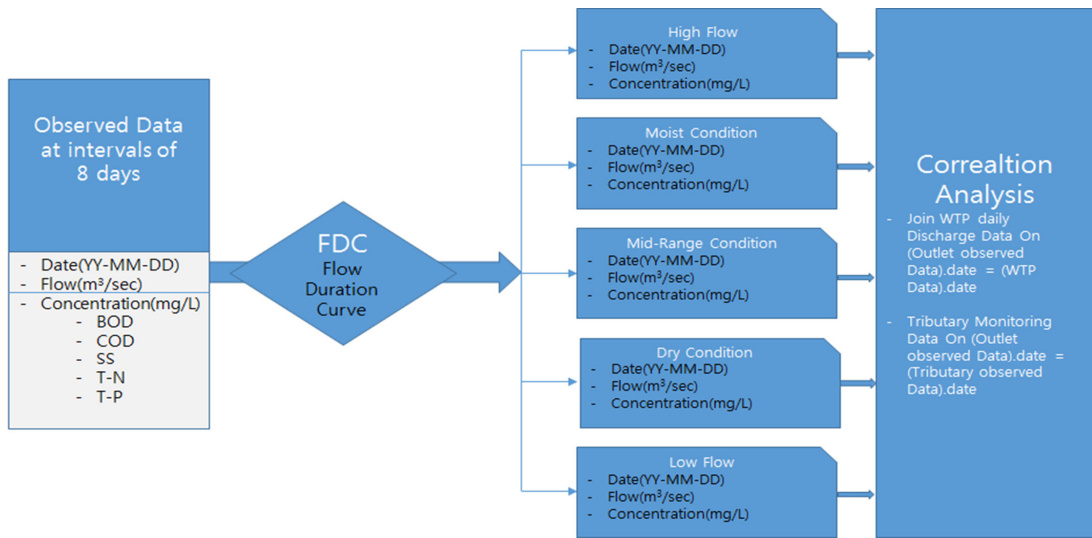 Observed Data
at intervals of
8 days
- Date(YY-MM-DD)
- Flow(m³/sec)
- Concentration(mg/L)
- BOD
- COD
- SS
- T-N
- T-P
FDC
Flow
Duration
Curve
High Flow
- Date(YY-MM-DD)
- Flow(m³/sec)
- Concentration(mg/L)
Moist Condition
- Date(YY-MM-DD)
- Flow(m³/sec)
- Concentration(mg/L)
Mid-Range Condition
- Date(YY-MM-DD)
- Flow(m³/sec)
- Concentration(mg/L)
Dry Condition
- Date(YY-MM-DD)
- Flow(m³/sec)
- Concentration(mg/L)
Low Flow
- Date(YY-MM-DD)
- Flow(m³/sec)
- Concentration(mg/L)
Correaltion
Analysis
- Join WTP daily
Discharge Data On
(Outlet observed
Data).date = (WTP
Data).date
- Tributary Monitoring
Data On (Outlet
observed Data).date =
(Tributary observed
Data).date